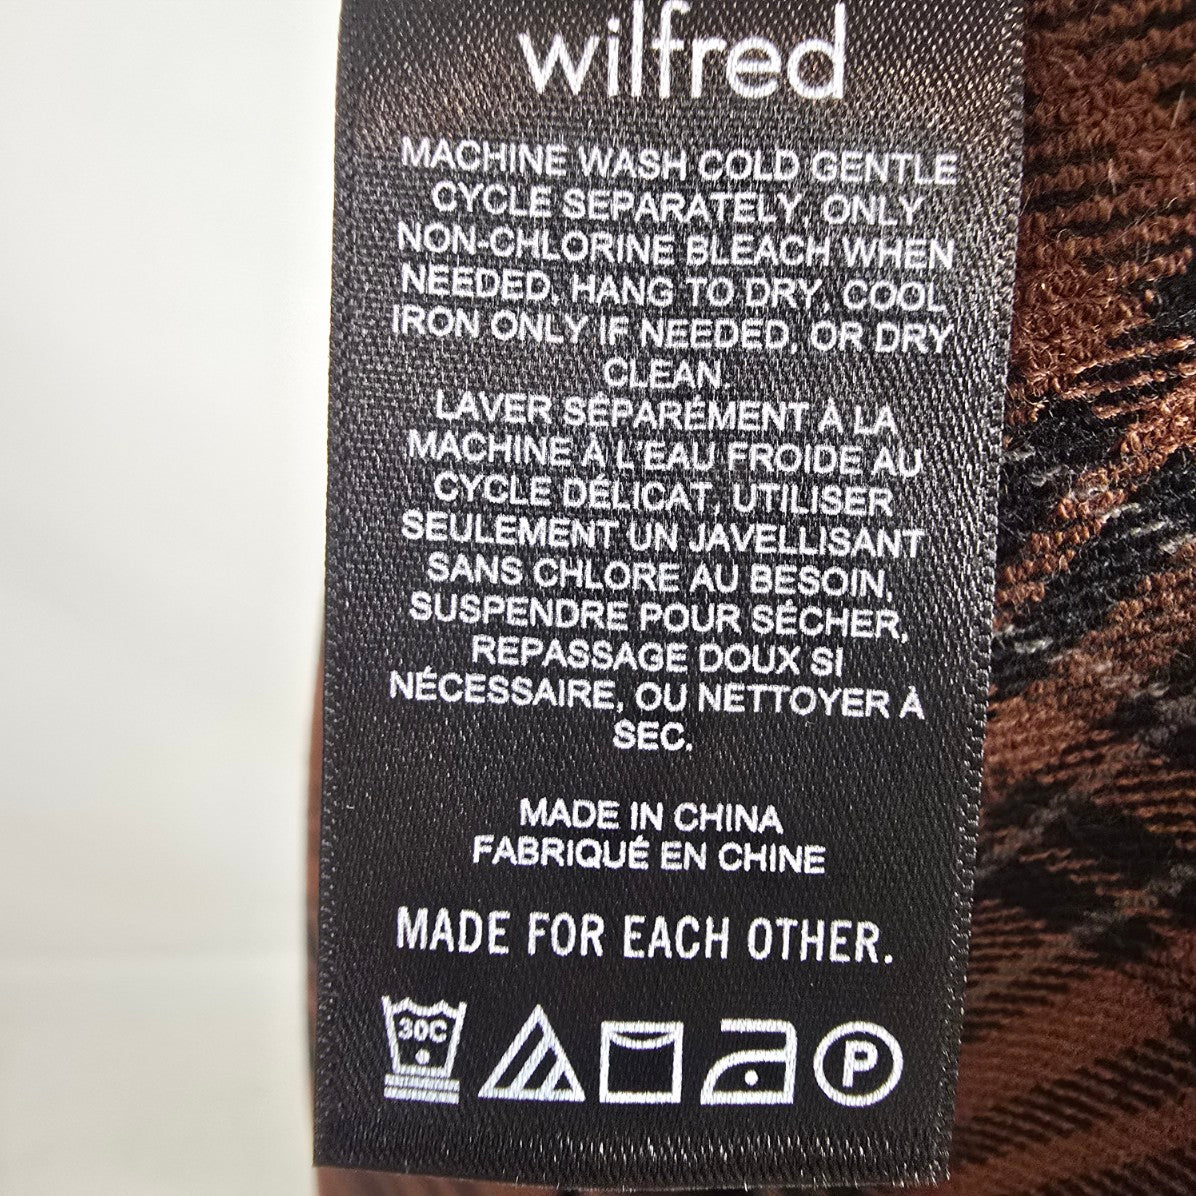 wilfred
MACHINE WASH COLD GENTLE
CYCLE SEPARATELY, ONLY
NON-CHLORINE BLEACH WHEN
NEEDED, HANG TO DRY, COOL
IRON ONLY IF NEEDED, OR DRY
CLEAN.
LAVER SÉPARÉMENT À LA
MACHINE À L'EAU FROIDE AU
CYCLE DÉLICAT, UTILISER
SEULEMENT UN JAVELLISANT
SANS CHLORE AU BESOIN,
SUSPENDRE POUR SÉCHER,
REPASSAGE DOUX SI
NÉCESSAIRE, OU NETTOYER À
SEC.
MADE IN CHINA
FABRIQUÉ EN CHINE
MADE FOR EACH OTHER.
30C P